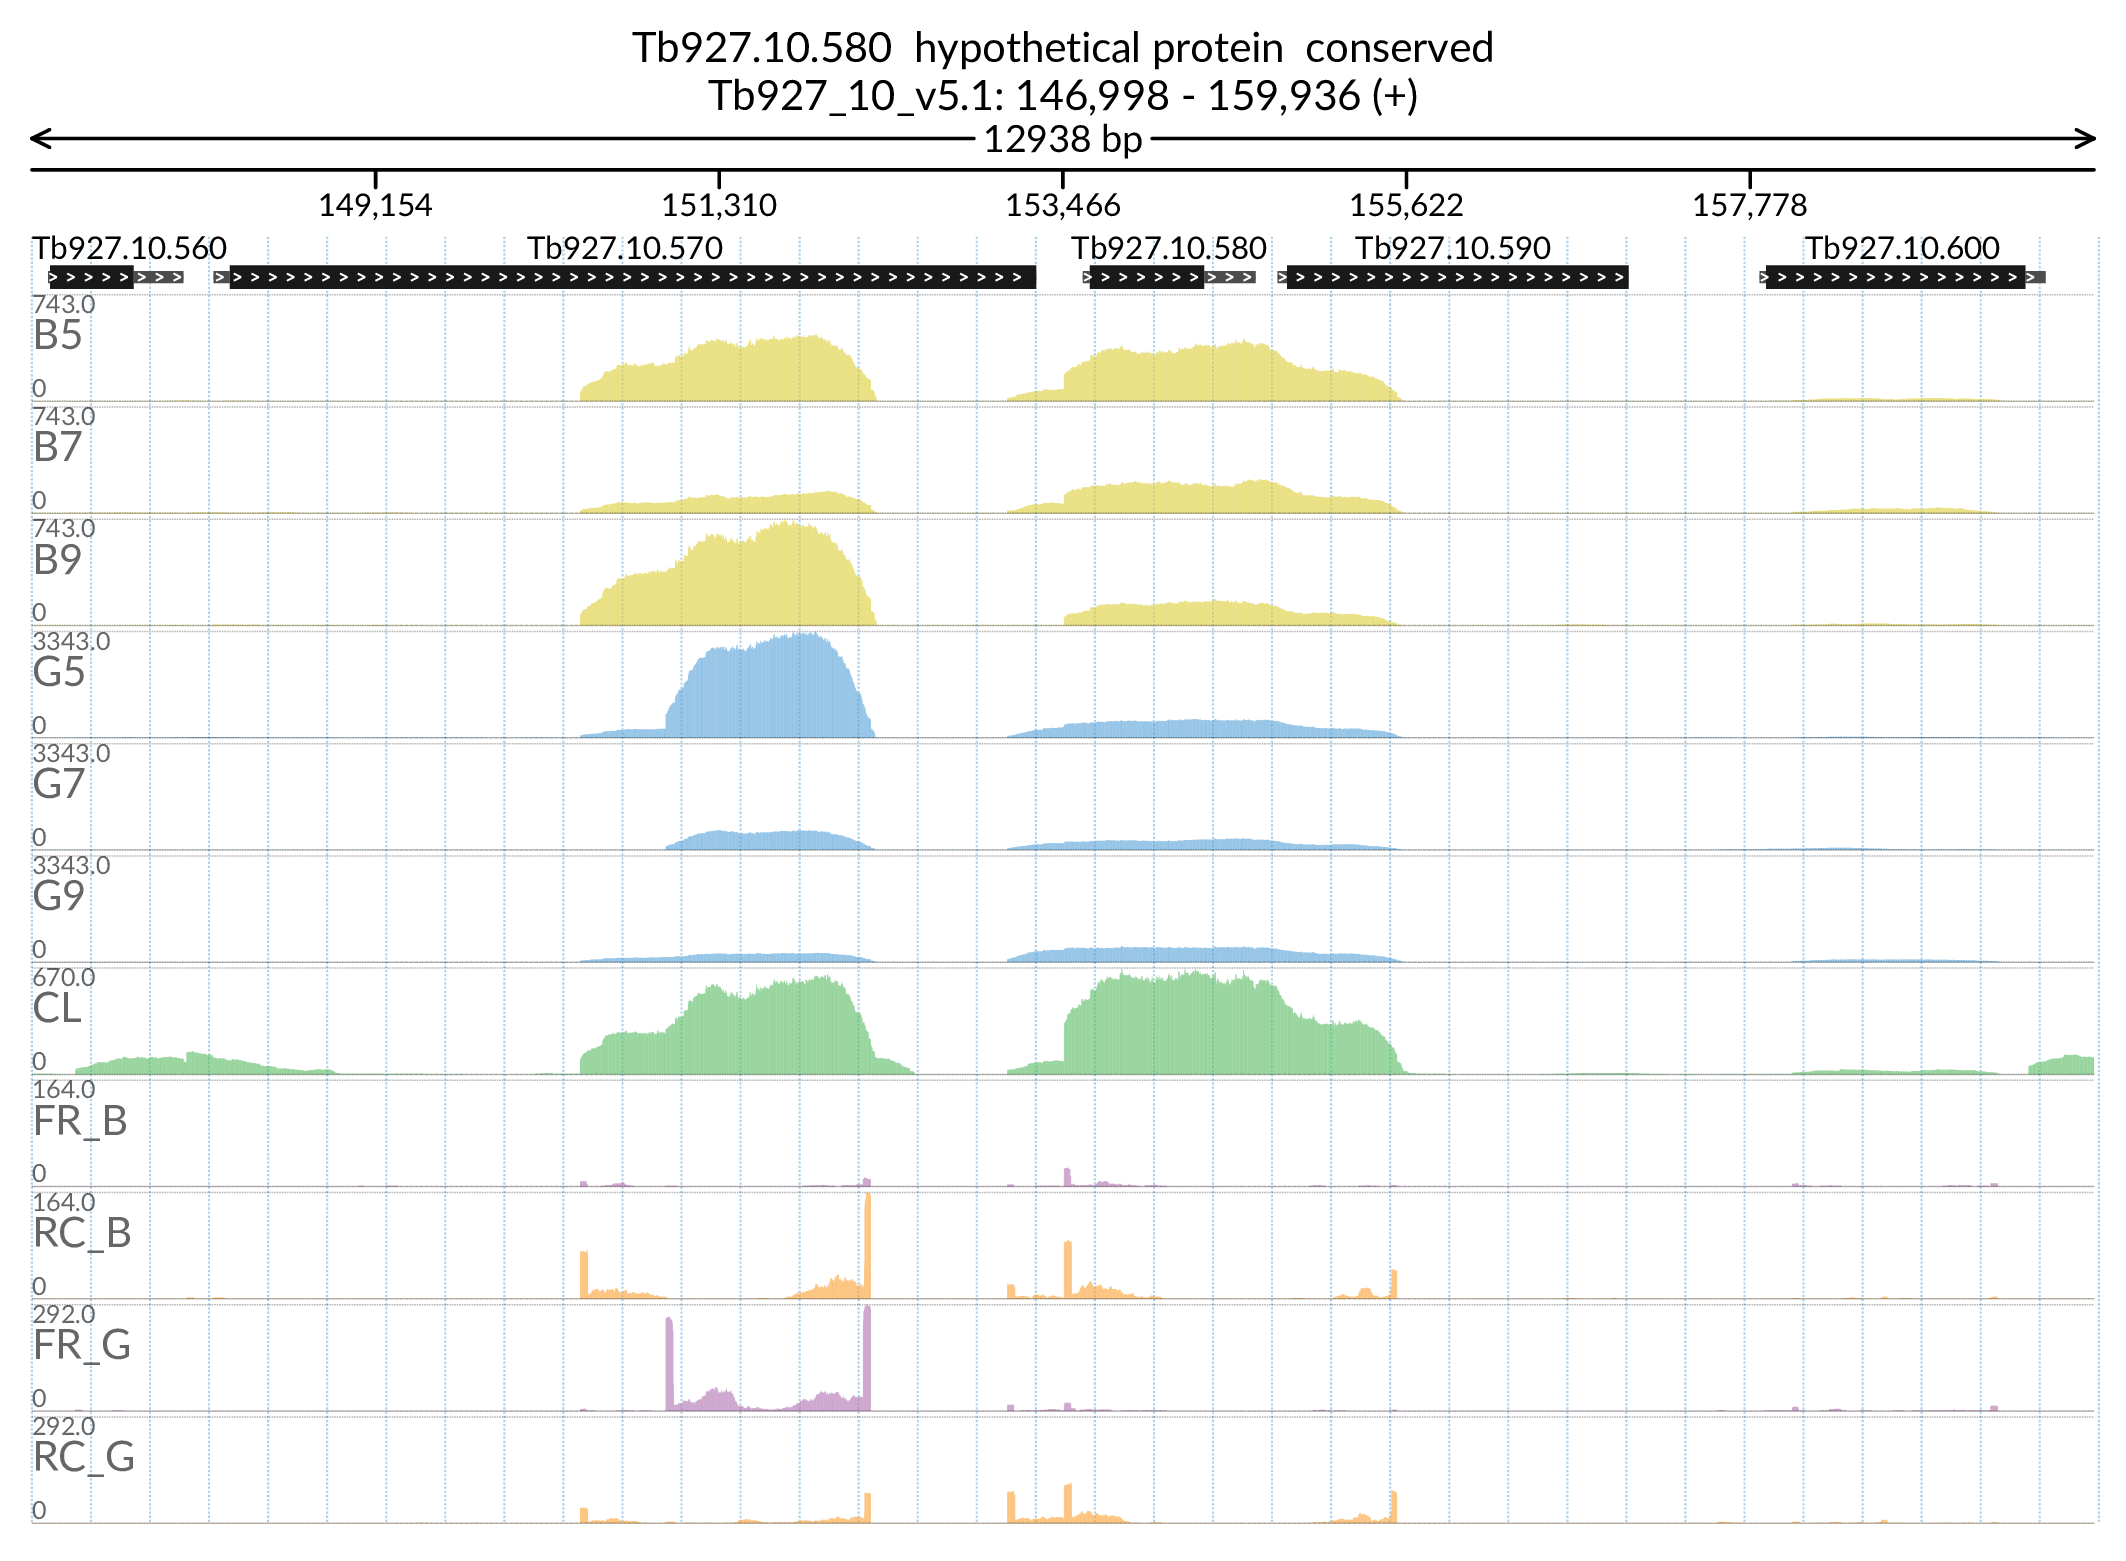 Tb927.10.580  hypothetical protein  conserved
Tb927_10_v5.1: 146,998 - 159,936 (+)
12938 bp
149,154 151,310 153,466 155,622 157,778
Tb927.10.560 Tb927.10.570 Tb927.10.580 Tb927.10.590 Tb927.10.600
743.0
B5
0
743.0
B7
0
743.0
B9
0
3343.0
G5
0
3343.0
G7
0
3343.0
G9
0
670.0
CL
0
164.0
FR_B
0
164.0
RC_B
0
292.0
FR_G
0
292.0
RC_G
0